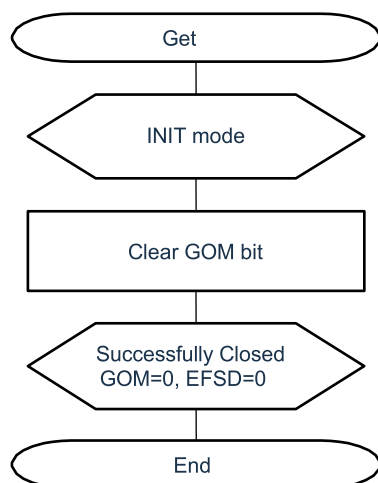 Get
INIT mode
Clear GOM bit
Successfully Closed
GOM=0, EFSD=0
End